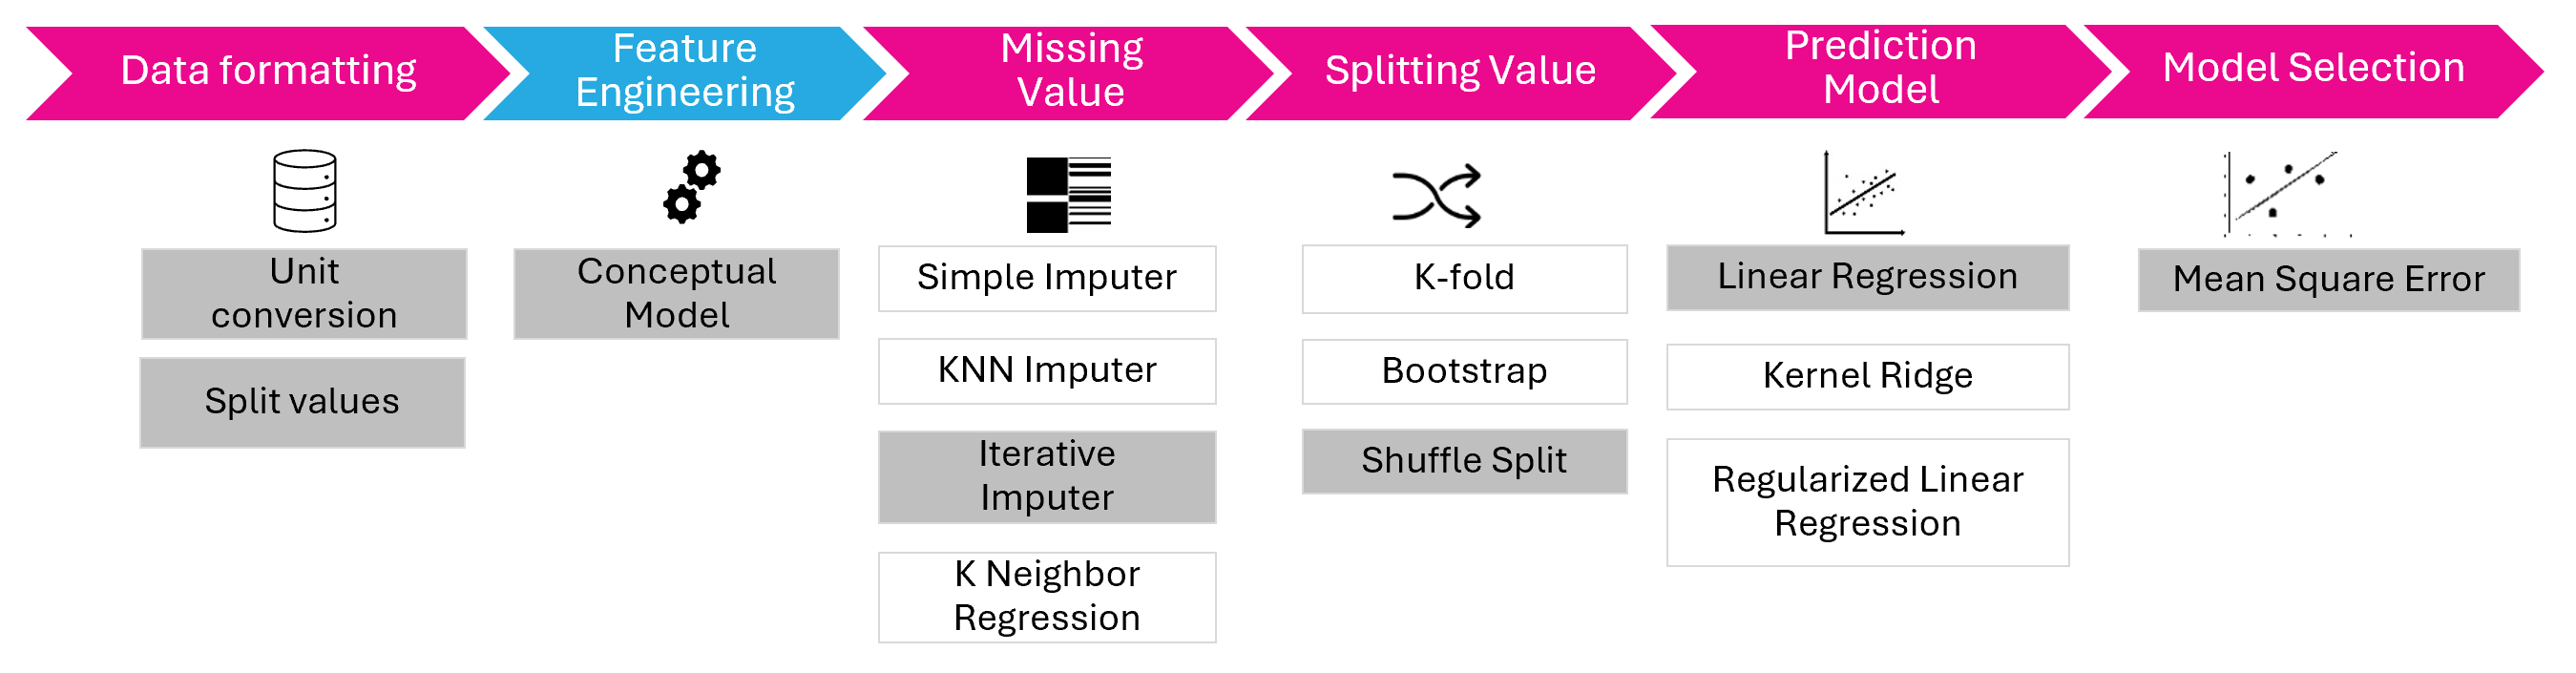 Data formatting
Feature
Engineering
Missing
Value
Splitting Value
Prediction
Model
Model Selection
Unit
conversion
Split values
Conceptual
Model
Simple Imputer
KNN Imputer
Iterative
Imputer
K Neighbor
Regression
K-fold
Bootstrap
Shuffle Split
Linear Regression
Kernel Ridge
Regularized Linear
Regression
Mean Square Error